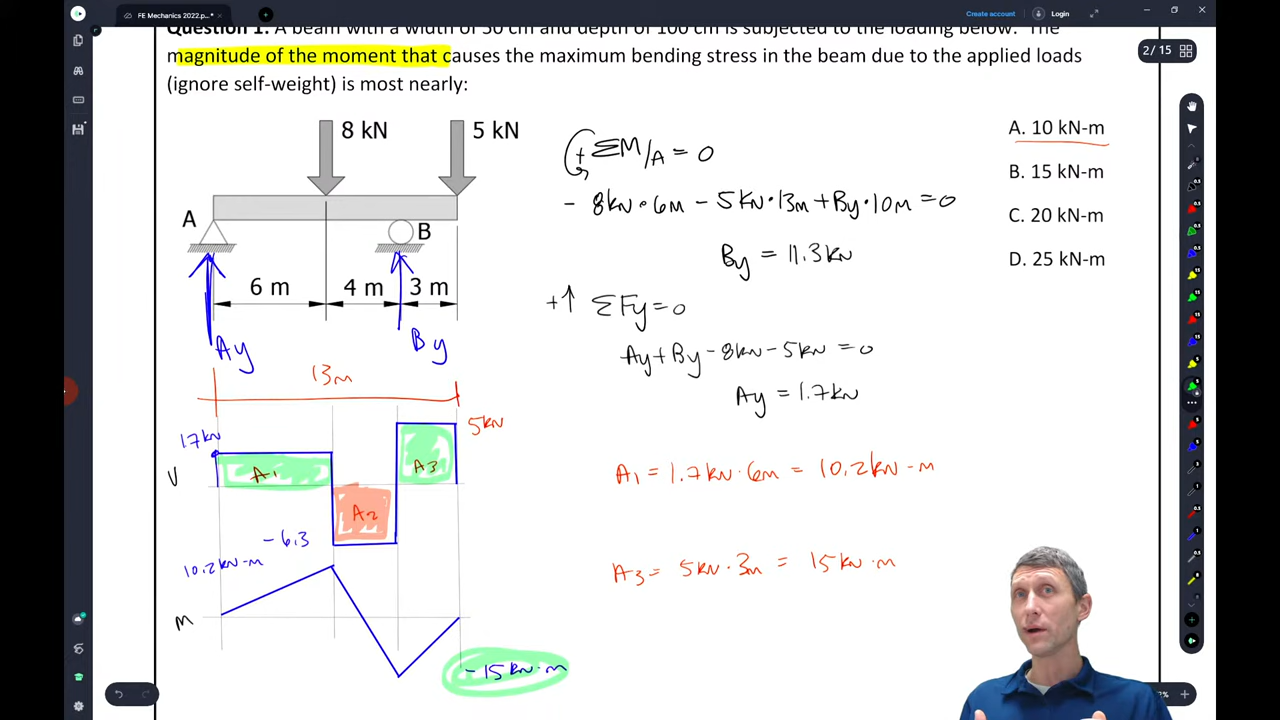 FE Mechanics 2022.p... *
Create account
Login
2 / 15
Question 1: A beam with a width of 50 cm and depth of 100 cm is subjected to the loading below. The
magnitude of the moment that causes the maximum bending stress in the beam due to the applied loads
(ignore self-weight) is most nearly:
8 kN
5 kN
A
B
6 m
4 m
3 m
Ay
By
13m
A. 10 kN-m
B. 15 kN-m
C. 20 kN-m
D. 25 kN-m
+ ΣM/A = 0
- 8kN·6m - 5kN·13m + By·10m = 0
By = 11.3kN
+↑ ΣFy = 0
Ay + By - 8kN - 5kN = 0
Ay = 1.7kN
A1 = 1.7kN·6m = 10.2kN-m
A3 = 5kN·3m = 15kN·m
1.7kN
5kN
V
A1
A2
A3
-6.3
10.2kN-m
M
-15kN·m